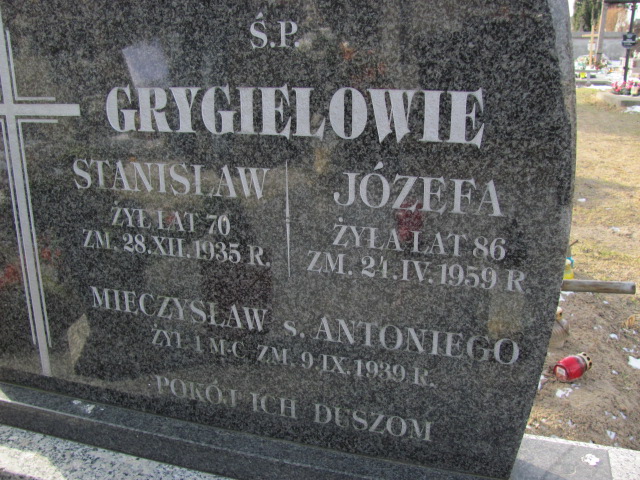 Ś.P.
GRYGIELOWIE
STANISŁAW
ŻYŁ LAT 70
ZM. 28.XII.1935 R.
JÓZEFA
ŻYŁA LAT 86
ZM. 24.IV.1959 R
MIECZYSŁAW s. ANTONIEGO
ŻYŁ 1 M-C ZM. 9.IX.1939 R.
POKÓJ ICH DUSZOM